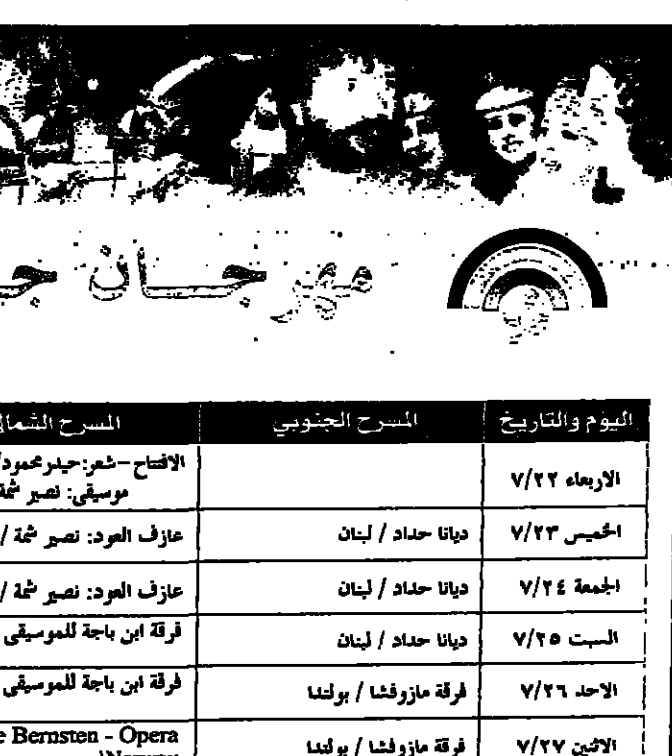 مهرجان
اليوم والتاريخ المسرح الجنوبي المسرح
الاربعاء ٧/٢٢ الافتتاح – شعر: حيدر محمود/
موسيقى: نصير شمة
الخميس ٧/٢٣ ديانا حداد / لبنان عازف العود: نصير شمة /
الجمعة ٧/٢٤ ديانا حداد / لبنان عازف العود: نصير شمة /
السبت ٧/٢٥ ديانا حداد / لبنان فرقة ابن باجة للموسيقى
الاحد ٧/٢٦ فرقة مازوفشا / بولندا فرقة ابن باجة للموسيقى
الاثنين ٧/٢٧ فرقة مازوفشا / بولندا Bernsten - Opera